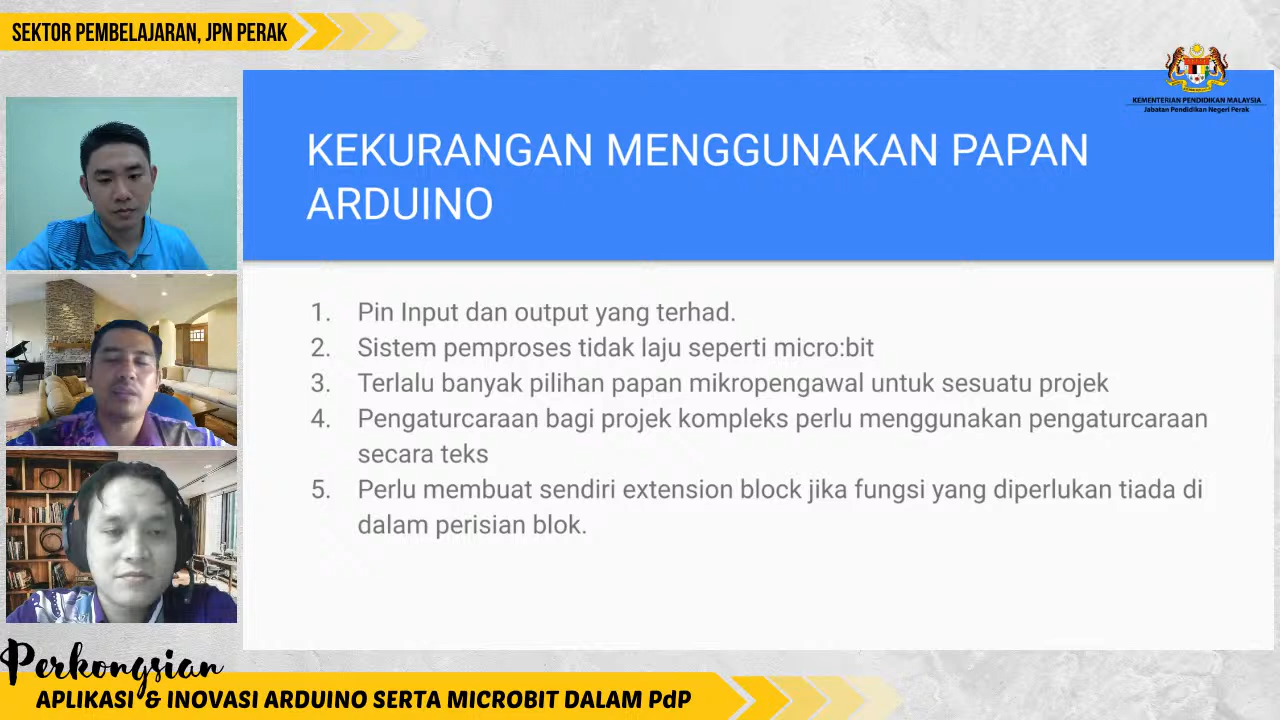 SEKTOR PEMBELAJARAN, JPN PERAK
KEMENTERIAN PENDIDIKAN MALAYSIA
Jabatan Pendidikan Negeri Perak
KEKURANGAN MENGGUNAKAN PAPAN
ARDUINO
1. Pin Input dan output yang terhad.
2. Sistem pemproses tidak laju seperti micro:bit
3. Terlalu banyak pilihan papan mikropengawal untuk sesuatu projek
4. Pengaturcaraan bagi projek kompleks perlu menggunakan pengaturcaraan
secara teks
5. Perlu membuat sendiri extension block jika fungsi yang diperlukan tiada di
dalam perisian blok.
Perkongsian
APLIKASI & INOVASI ARDUINO SERTA MICROBIT DALAM PdP